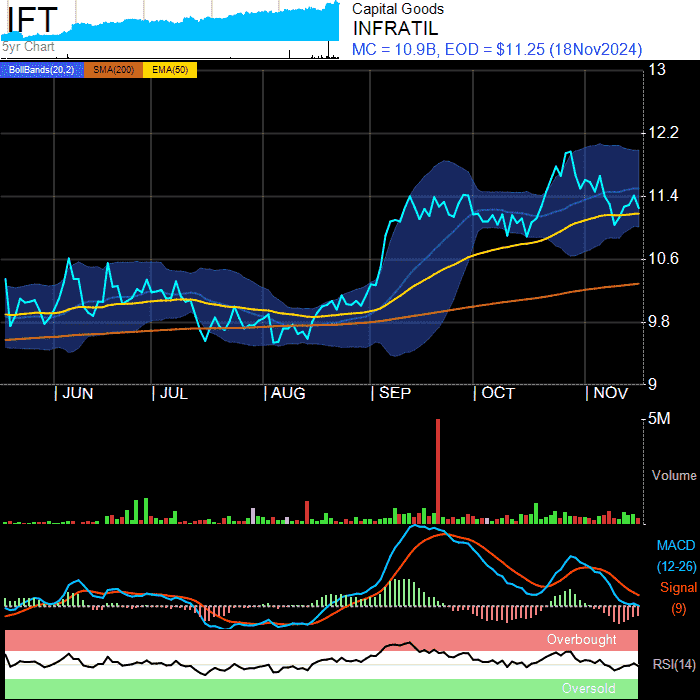 IFT
5yr Chart
Capital Goods
INFRATIL
MC = 10.9B, EOD = $11.25 (18Nov2024)
BollBands(20,2) SMA(200) EMA(50)
13
12.2
11.4
10.6
9.8
9
JUN JUL AUG SEP OCT NOV
5M
Volume
MACD
(12-26)
Signal
(9)
Overbought
RSI(14)
Oversold